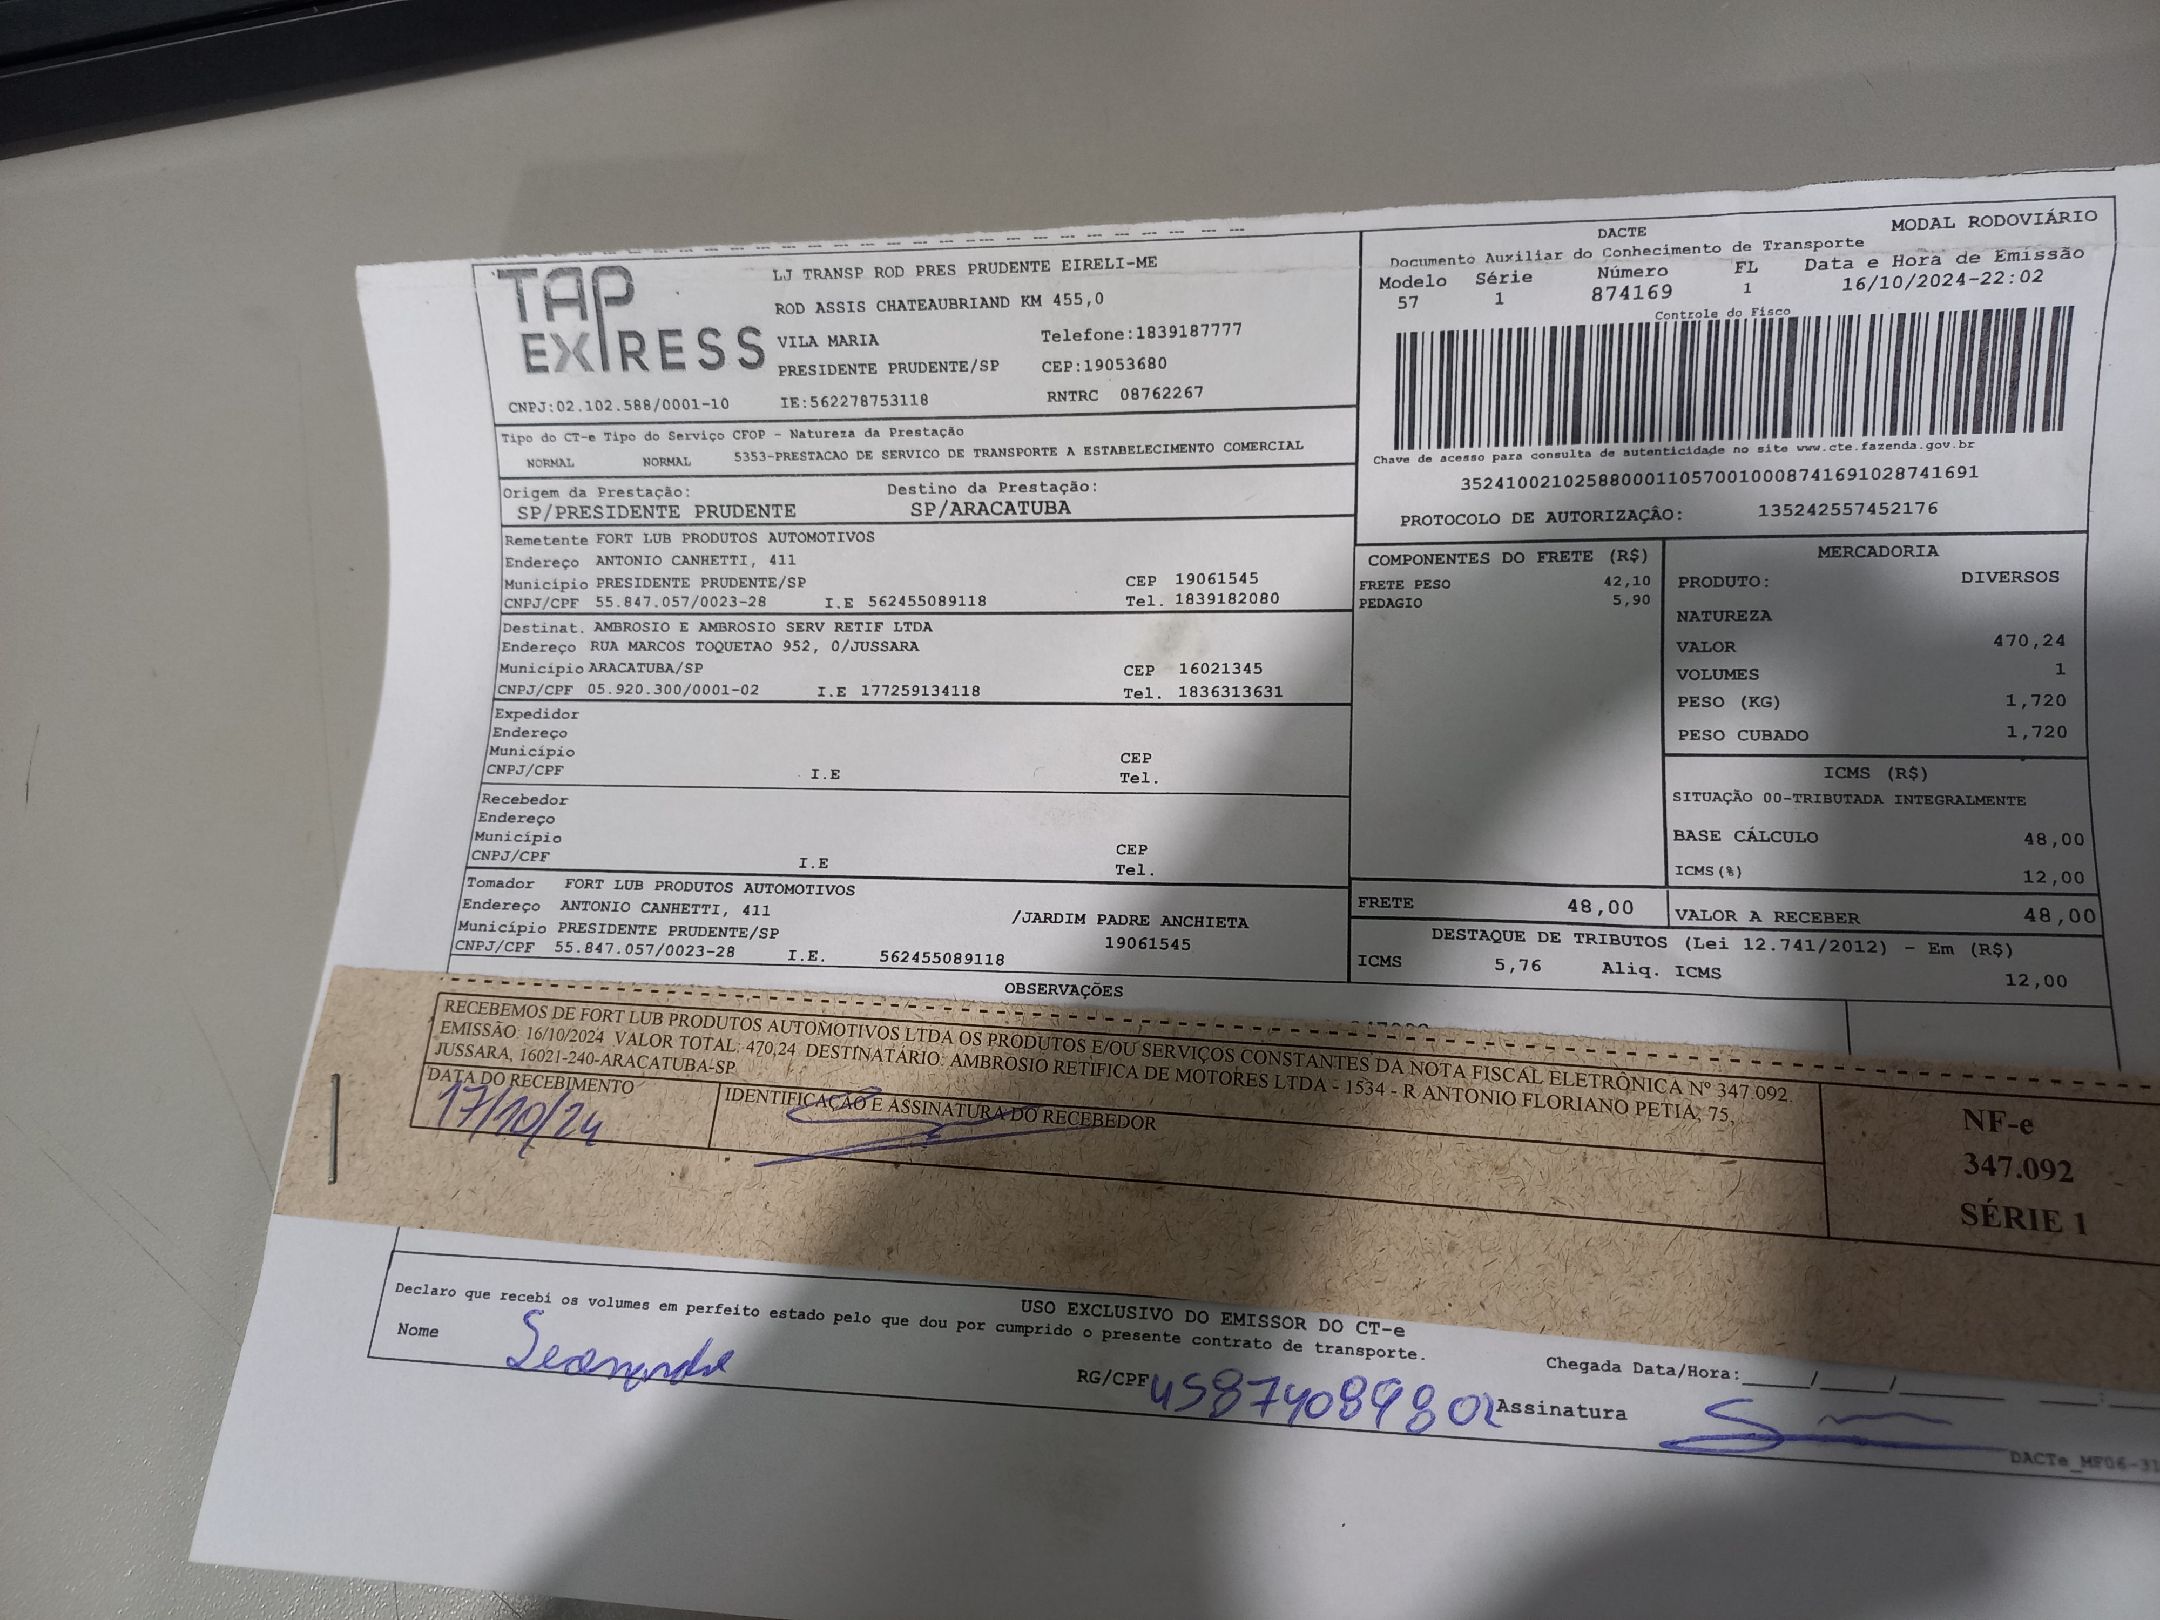 TAP EXPRESS
LJ TRANSP ROD PRES PRUDENTE EIRELI-ME
ROD ASSIS CHATEAUBRIAND KM 455,0
VILA MARIA Telefone:1839187777
PRESIDENTE PRUDENTE/SP CEP:19053680
CNPJ:02.102.588/0001-10 IE:562278753118 RNTRC 08762267
DACTE MODAL RODOVIÁRIO
Documento Auxiliar do Conhecimento de Transporte
Modelo Série Número FL Data e Hora de Emissão
57 1 874169 1 16/10/2024-22:02
Controle do Fisco
Chave de acesso para consulta de autenticidade no site www.cte.fazenda.gov.br
35241002102588000110570010008741691028741691
PROTOCOLO DE AUTORIZAÇÂO: 135242557452176
Tipo do CT-e Tipo do Serviço CFOP - Natureza da Prestação
NORMAL NORMAL 5353-PRESTACAO DE SERVICO DE TRANSPORTE A ESTABELECIMENTO COMERCIAL
Origem da Prestação: Destino da Prestação:
SP/PRESIDENTE PRUDENTE SP/ARACATUBA
Remetente FORT LUB PRODUTOS AUTOMOTIVOS
Endereço ANTONIO CANHETTI, 411
Município PRESIDENTE PRUDENTE/SP CEP 19061545
CNPJ/CPF 55.847.057/0023-28 I.E 562455089118 Tel. 1839182080
Destinat. AMBROSIO E AMBROSIO SERV RETIF LTDA
Endereço RUA MARCOS TOQUETAO 952, 0/JUSSARA
Município ARACATUBA/SP CEP 16021345
CNPJ/CPF 05.920.300/0001-02 I.E 177259134118 Tel. 1836313631
Expedidor
Endereço
Município CEP
CNPJ/CPF I.E Tel.
Recebedor
Endereço
Município CEP
CNPJ/CPF I.E Tel.
Tomador FORT LUB PRODUTOS AUTOMOTIVOS
Endereço ANTONIO CANHETTI, 411 /JARDIM PADRE ANCHIETA
Município PRESIDENTE PRUDENTE/SP 19061545
CNPJ/CPF 55.847.057/0023-28 I.E. 562455089118
COMPONENTES DO FRETE (R$)
FRETE PESO 42,10
PEDAGIO 5,90
MERCADORIA
PRODUTO: DIVERSOS
NATUREZA
VALOR 470,24
VOLUMES 1
PESO (KG) 1,720
PESO CUBADO 1,720
ICMS (R$)
SITUAÇÃO 00-TRIBUTADA INTEGRALMENTE
BASE CÁLCULO 48,00
ICMS(%) 12,00
FRETE 48,00 VALOR A RECEBER 48,00
DESTAQUE DE TRIBUTOS (Lei 12.741/2012) - Em (R$)
ICMS 5,76 Aliq. ICMS 12,00
OBSERVAÇÕES
RECEBEMOS DE FORT LUB PRODUTOS AUTOMOTIVOS LTDA OS PRODUTOS E/OU SERVIÇOS CONSTANTES DA NOTA FISCAL ELETRÔNICA Nº 347.092.
EMISSÃO: 16/10/2024 VALOR TOTAL: 470,24 DESTINATÁRIO: AMBROSIO RETIFICA DE MOTORES LTDA - 1534 - R ANTONIO FLORIANO PETIA, 75,
JUSSARA, 16021-240-ARACATUBA-SP
DATA DO RECEBIMENTO IDENTIFICAÇÃO E ASSINATURA DO RECEBEDOR
17/10/24
NF-e
347.092
SÉRIE 1
USO EXCLUSIVO DO EMISSOR DO CT-e
Declaro que recebi os volumes em perfeito estado pelo que dou por cumprido o presente contrato de transporte.
Nome RG/CPF 45874089802 Assinatura
Chegada Data/Hora:____/____/______ ____:____
DACTe_MF06-31